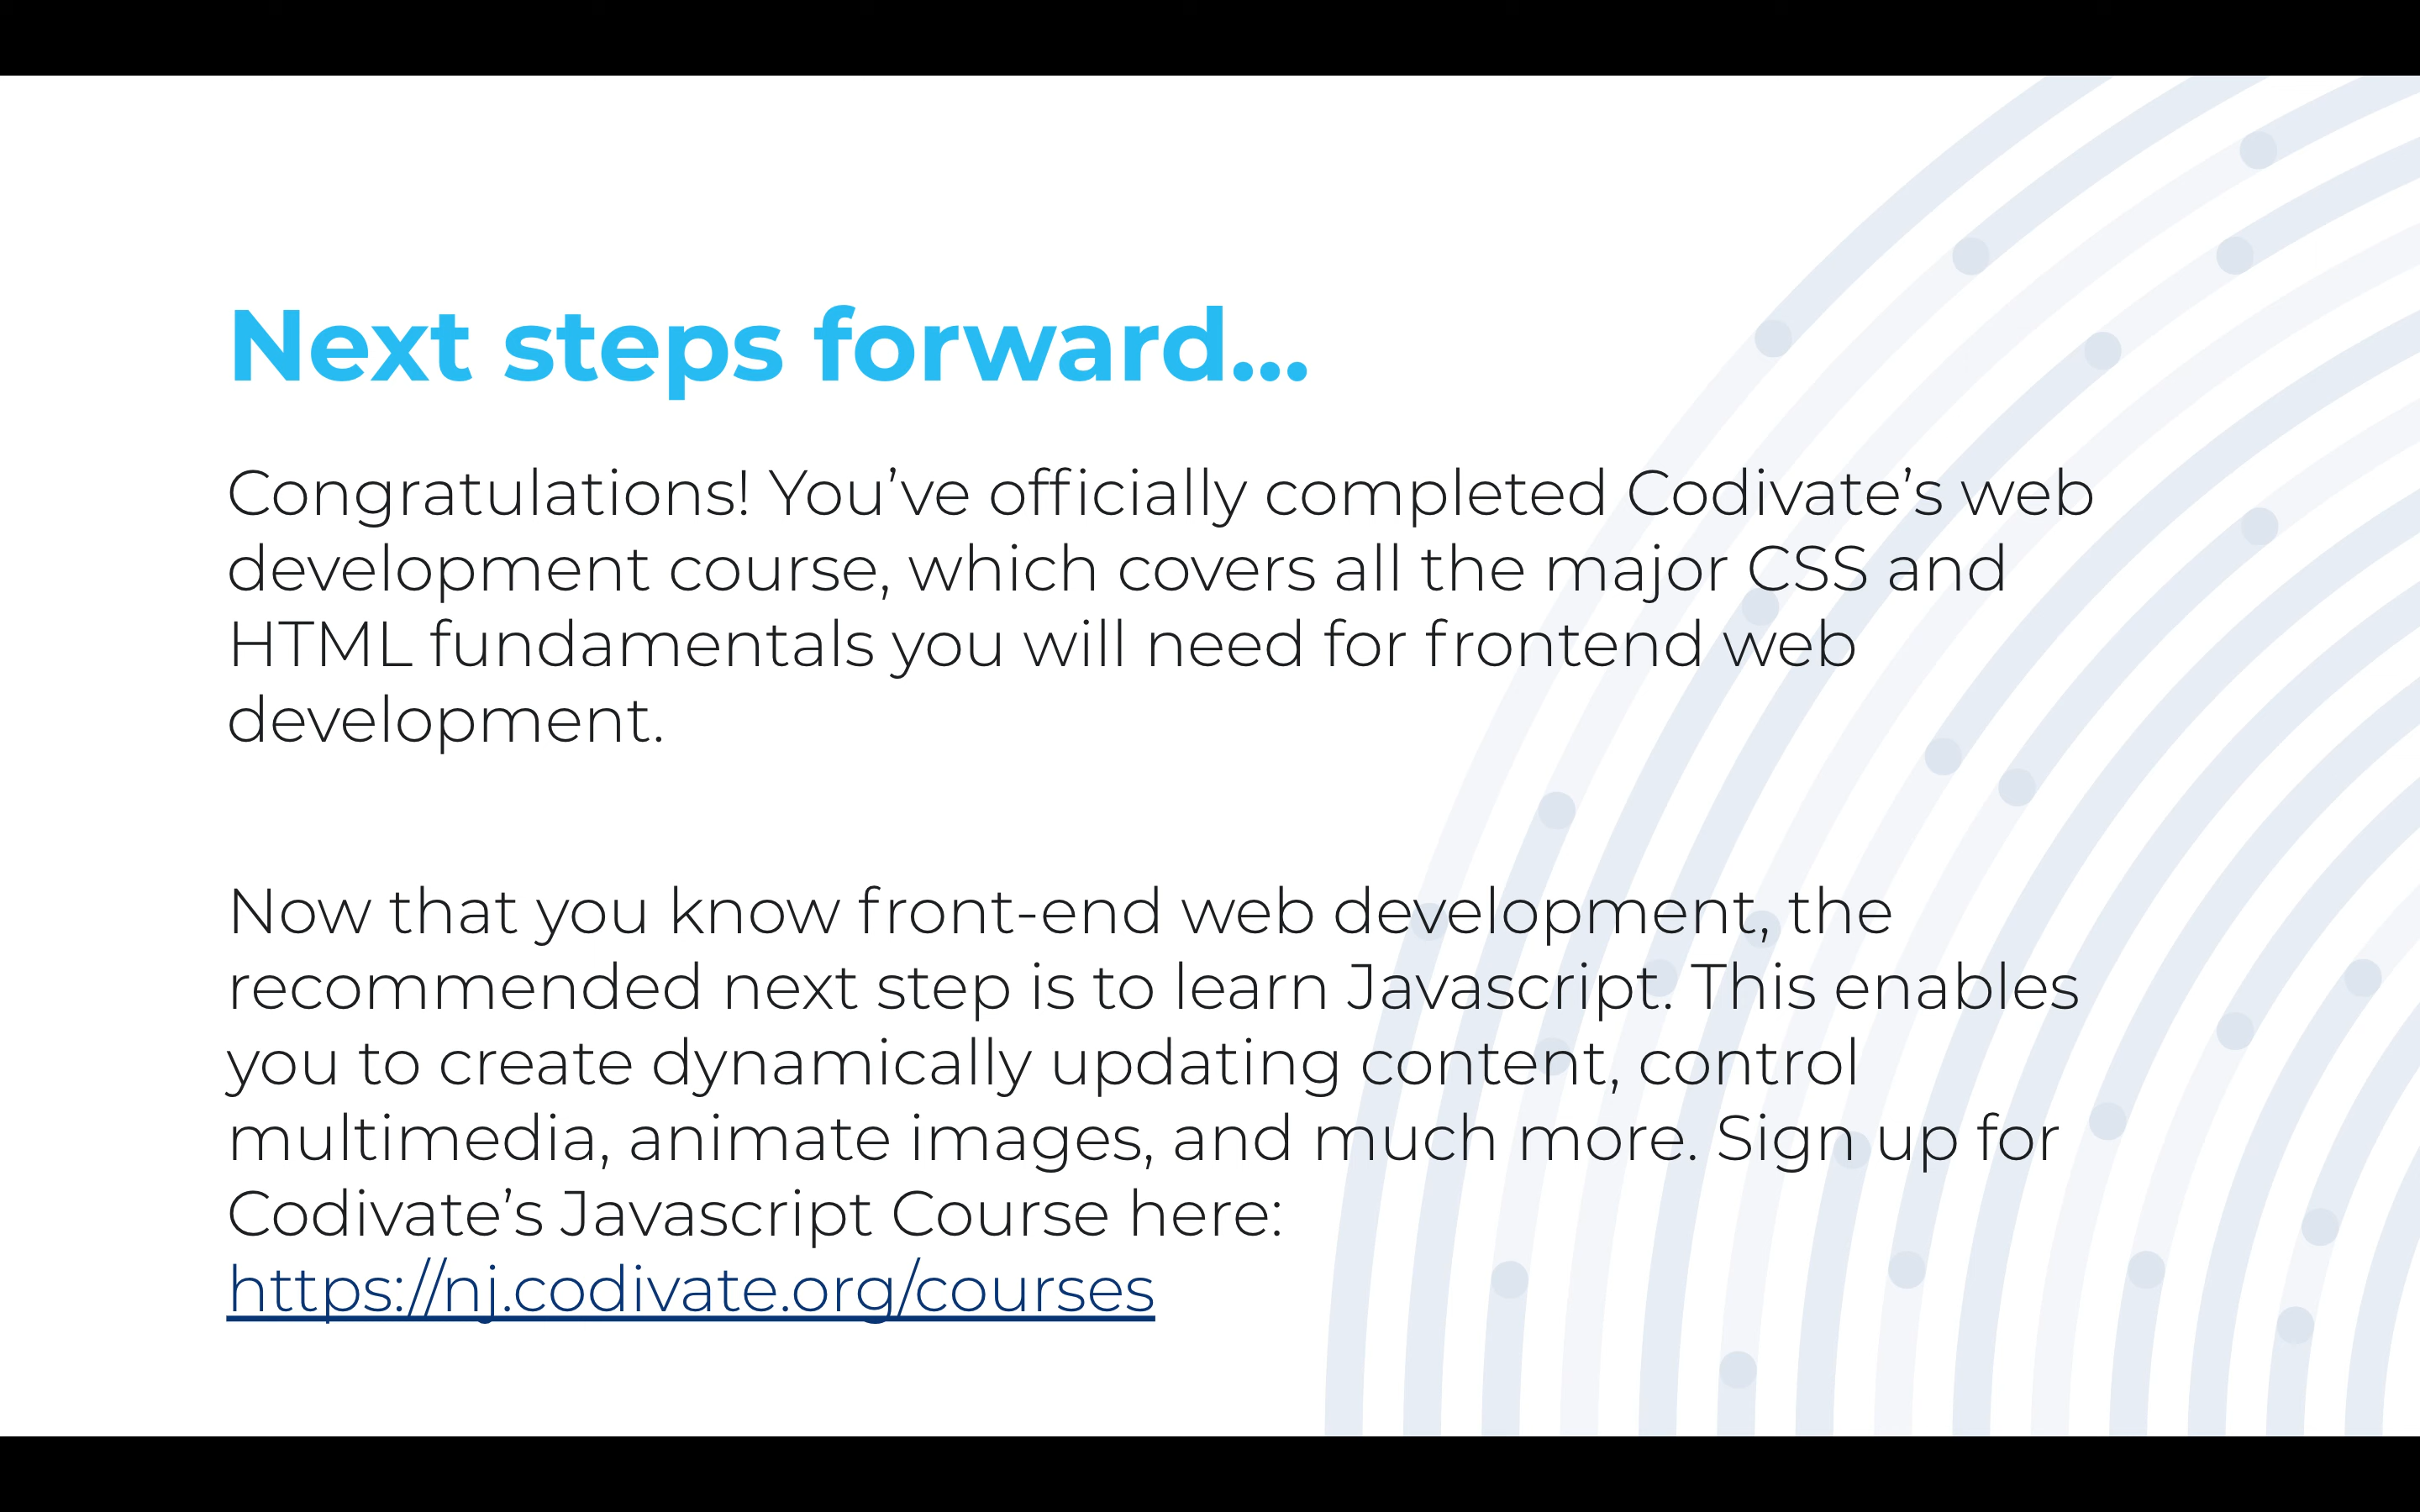 Next steps forward...
Congratulations! You’ve officially completed Codivate’s web
development course, which covers all the major CSS and
HTML fundamentals you will need for frontend web
development.
Now that you know front-end web development, the
recommended next step is to learn Javascript. This enables
you to create dynamically updating content, control
multimedia, animate images, and much more. Sign up for
Codivate’s Javascript Course here:
https://nj.codivate.org/courses